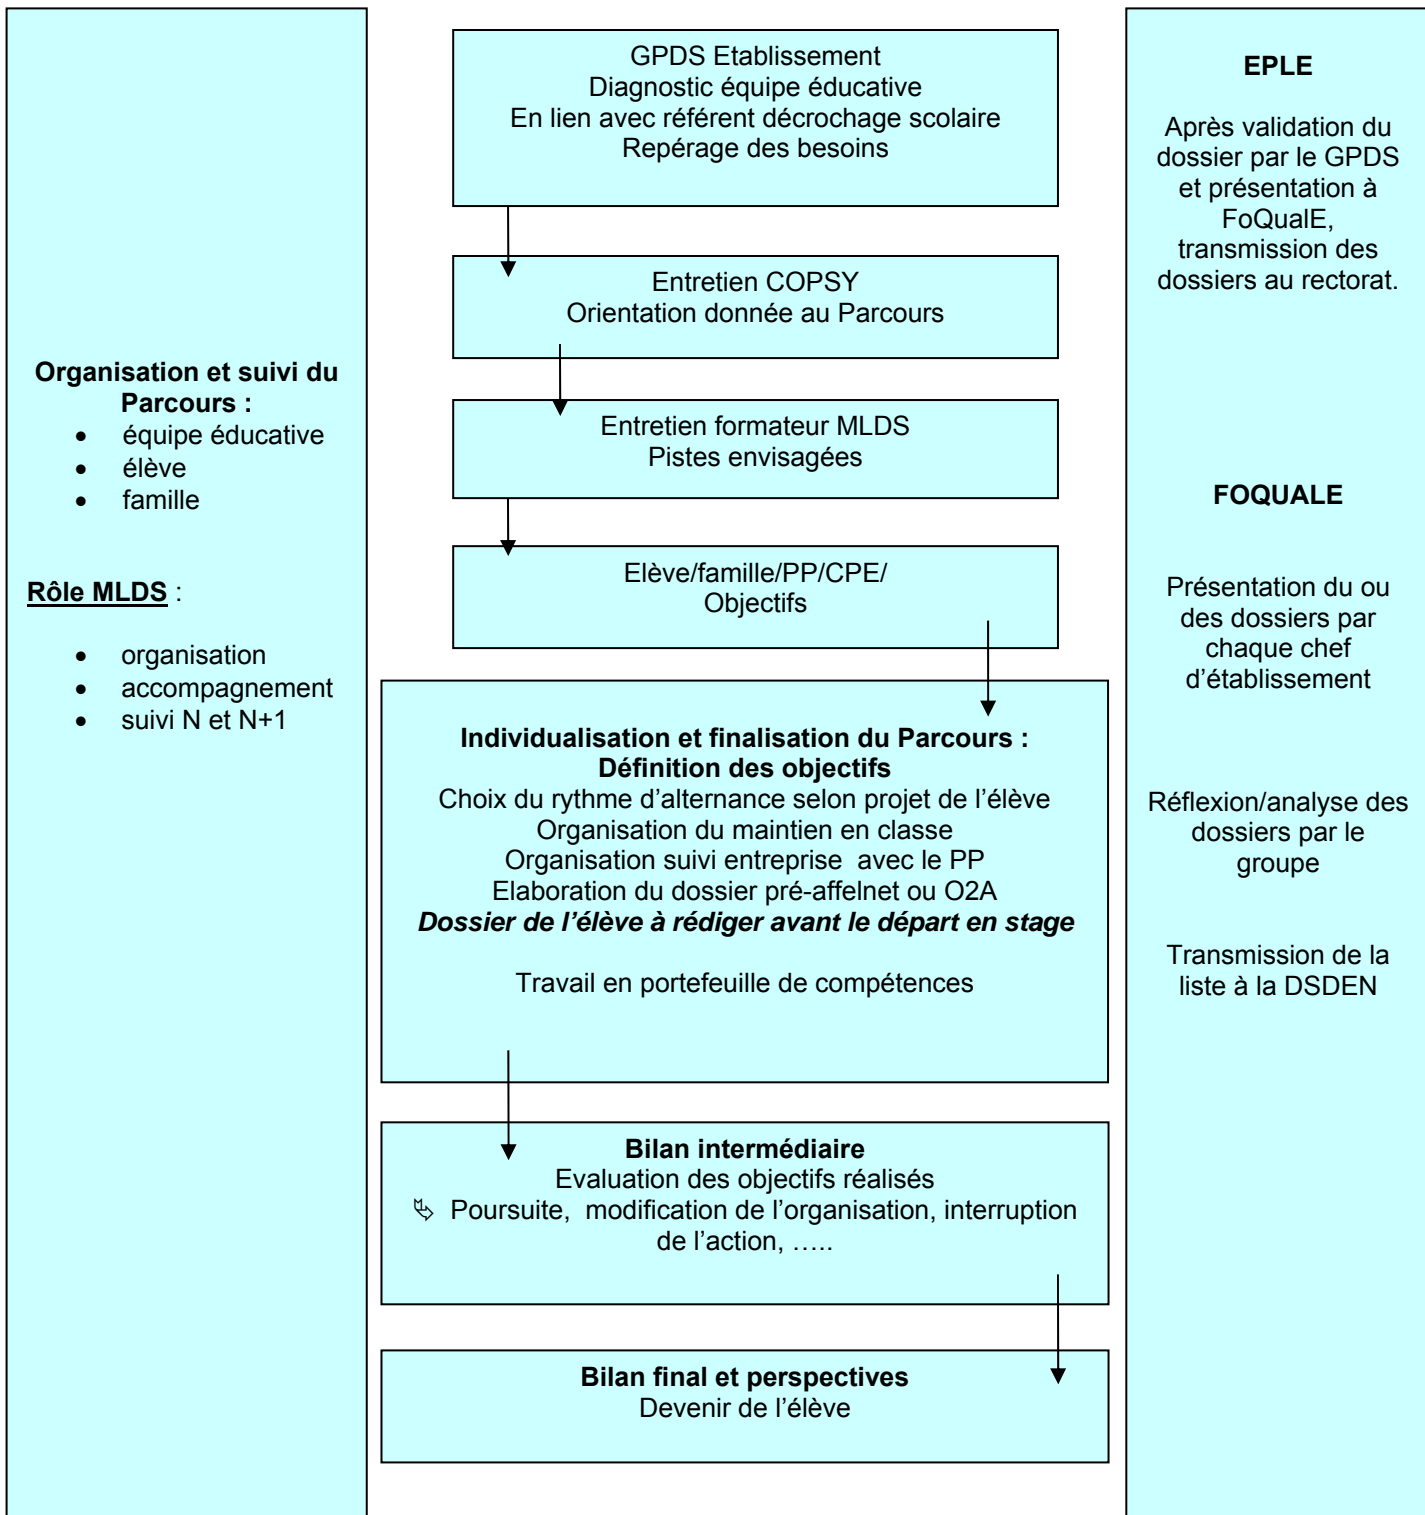 Organisation et suivi du
Parcours :
• équipe éducative
• élève
• famille
Rôle MLDS :
• organisation
• accompagnement
• suivi N et N+1
GPDS Etablissement
Diagnostic équipe éducative
En lien avec référent décrochage scolaire
Repérage des besoins
Entretien COPSY
Orientation donnée au Parcours
Entretien formateur MLDS
Pistes envisagées
Elève/famille/PP/CPE/
Objectifs
Individualisation et finalisation du Parcours :
Définition des objectifs
Choix du rythme d’alternance selon projet de l’élève
Organisation du maintien en classe
Organisation suivi entreprise avec le PP
Elaboration du dossier pré-affelnet ou O2A
Dossier de l’élève à rédiger avant le départ en stage
Travail en portefeuille de compétences
Bilan intermédiaire
Evaluation des objectifs réalisés
Poursuite, modification de l’organisation, interruption
de l’action, …..
Bilan final et perspectives
Devenir de l’élève
EPLE
Après validation du
dossier par le GPDS
et présentation à
FoQualE,
transmission des
dossiers au rectorat.
FOQUALE
Présentation du ou
des dossiers par
chaque chef
d’établissement
Réflexion/analyse des
dossiers par le
groupe
Transmission de la
liste à la DSDEN